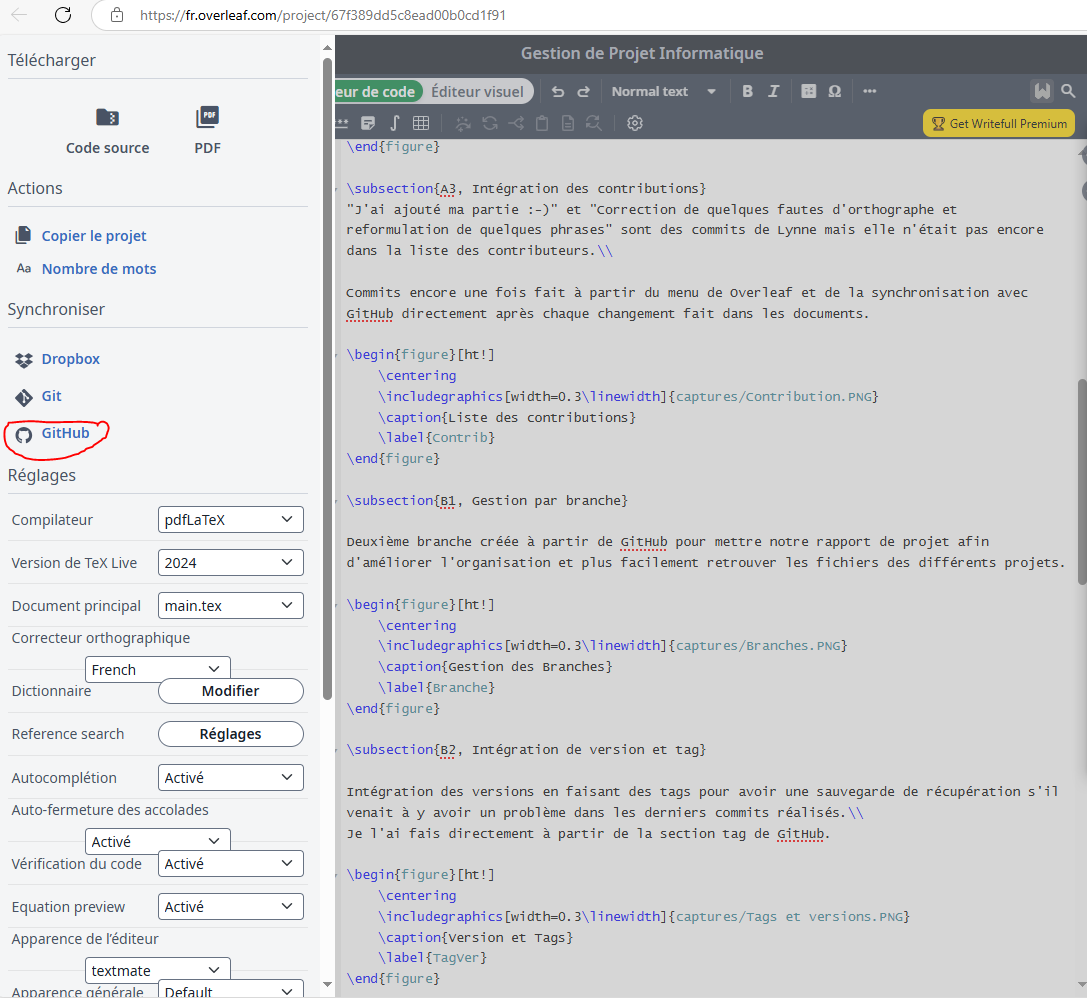 https://fr.overleaf.com/project/67f389dd5c8ead00b0cd1f91
Télécharger
Code source
PDF
Actions
Copier le projet
Aa Nombre de mots
Synchroniser
Dropbox
Git
GitHub
Réglages
Compilateur pdfLaTeX
Version de TeX Live 2024
Document principal main.tex
Correcteur orthographique
French
Dictionnaire Modifier
Reference search Réglages
Autocomplétion Activé
Auto-fermeture des accolades
Activé
Vérification du code Activé
Equation preview Activé
Apparence de l’éditeur
textmate
Apparence générale Default
Gestion de Projet Informatique
eur de code Éditeur visuel Normal text B I Ω
Get Writefull Premium
\end{figure}
\subsection{A3, Intégration des contributions}
"J'ai ajouté ma partie :-)" et "Correction de quelques fautes d'orthographe et
reformulation de quelques phrases" sont des commits de Lynne mais elle n'était pas encore
dans la liste des contributeurs.\\
Commits encore une fois fait à partir du menu de Overleaf et de la synchronisation avec
GitHub directement après chaque changement fait dans les documents.
\begin{figure}[ht!]
\centering
\includegraphics[width=0.3\linewidth]{captures/Contribution.PNG}
\caption{Liste des contributions}
\label{Contrib}
\end{figure}
\subsection{B1, Gestion par branche}
Deuxième branche créée à partir de GitHub pour mettre notre rapport de projet afin
d'améliorer l'organisation et plus facilement retrouver les fichiers des différents projets.
\begin{figure}[ht!]
\centering
\includegraphics[width=0.3\linewidth]{captures/Branches.PNG}
\caption{Gestion des Branches}
\label{Branche}
\end{figure}
\subsection{B2, Intégration de version et tag}
Intégration des versions en faisant des tags pour avoir une sauvegarde de récupération s'il
venait à y avoir un problème dans les derniers commits réalisés.\\
Je l'ai fais directement à partir de la section tag de GitHub.
\begin{figure}[ht!]
\centering
\includegraphics[width=0.3\linewidth]{captures/Tags et versions.PNG}
\caption{Version et Tags}
\label{TagVer}
\end{figure}